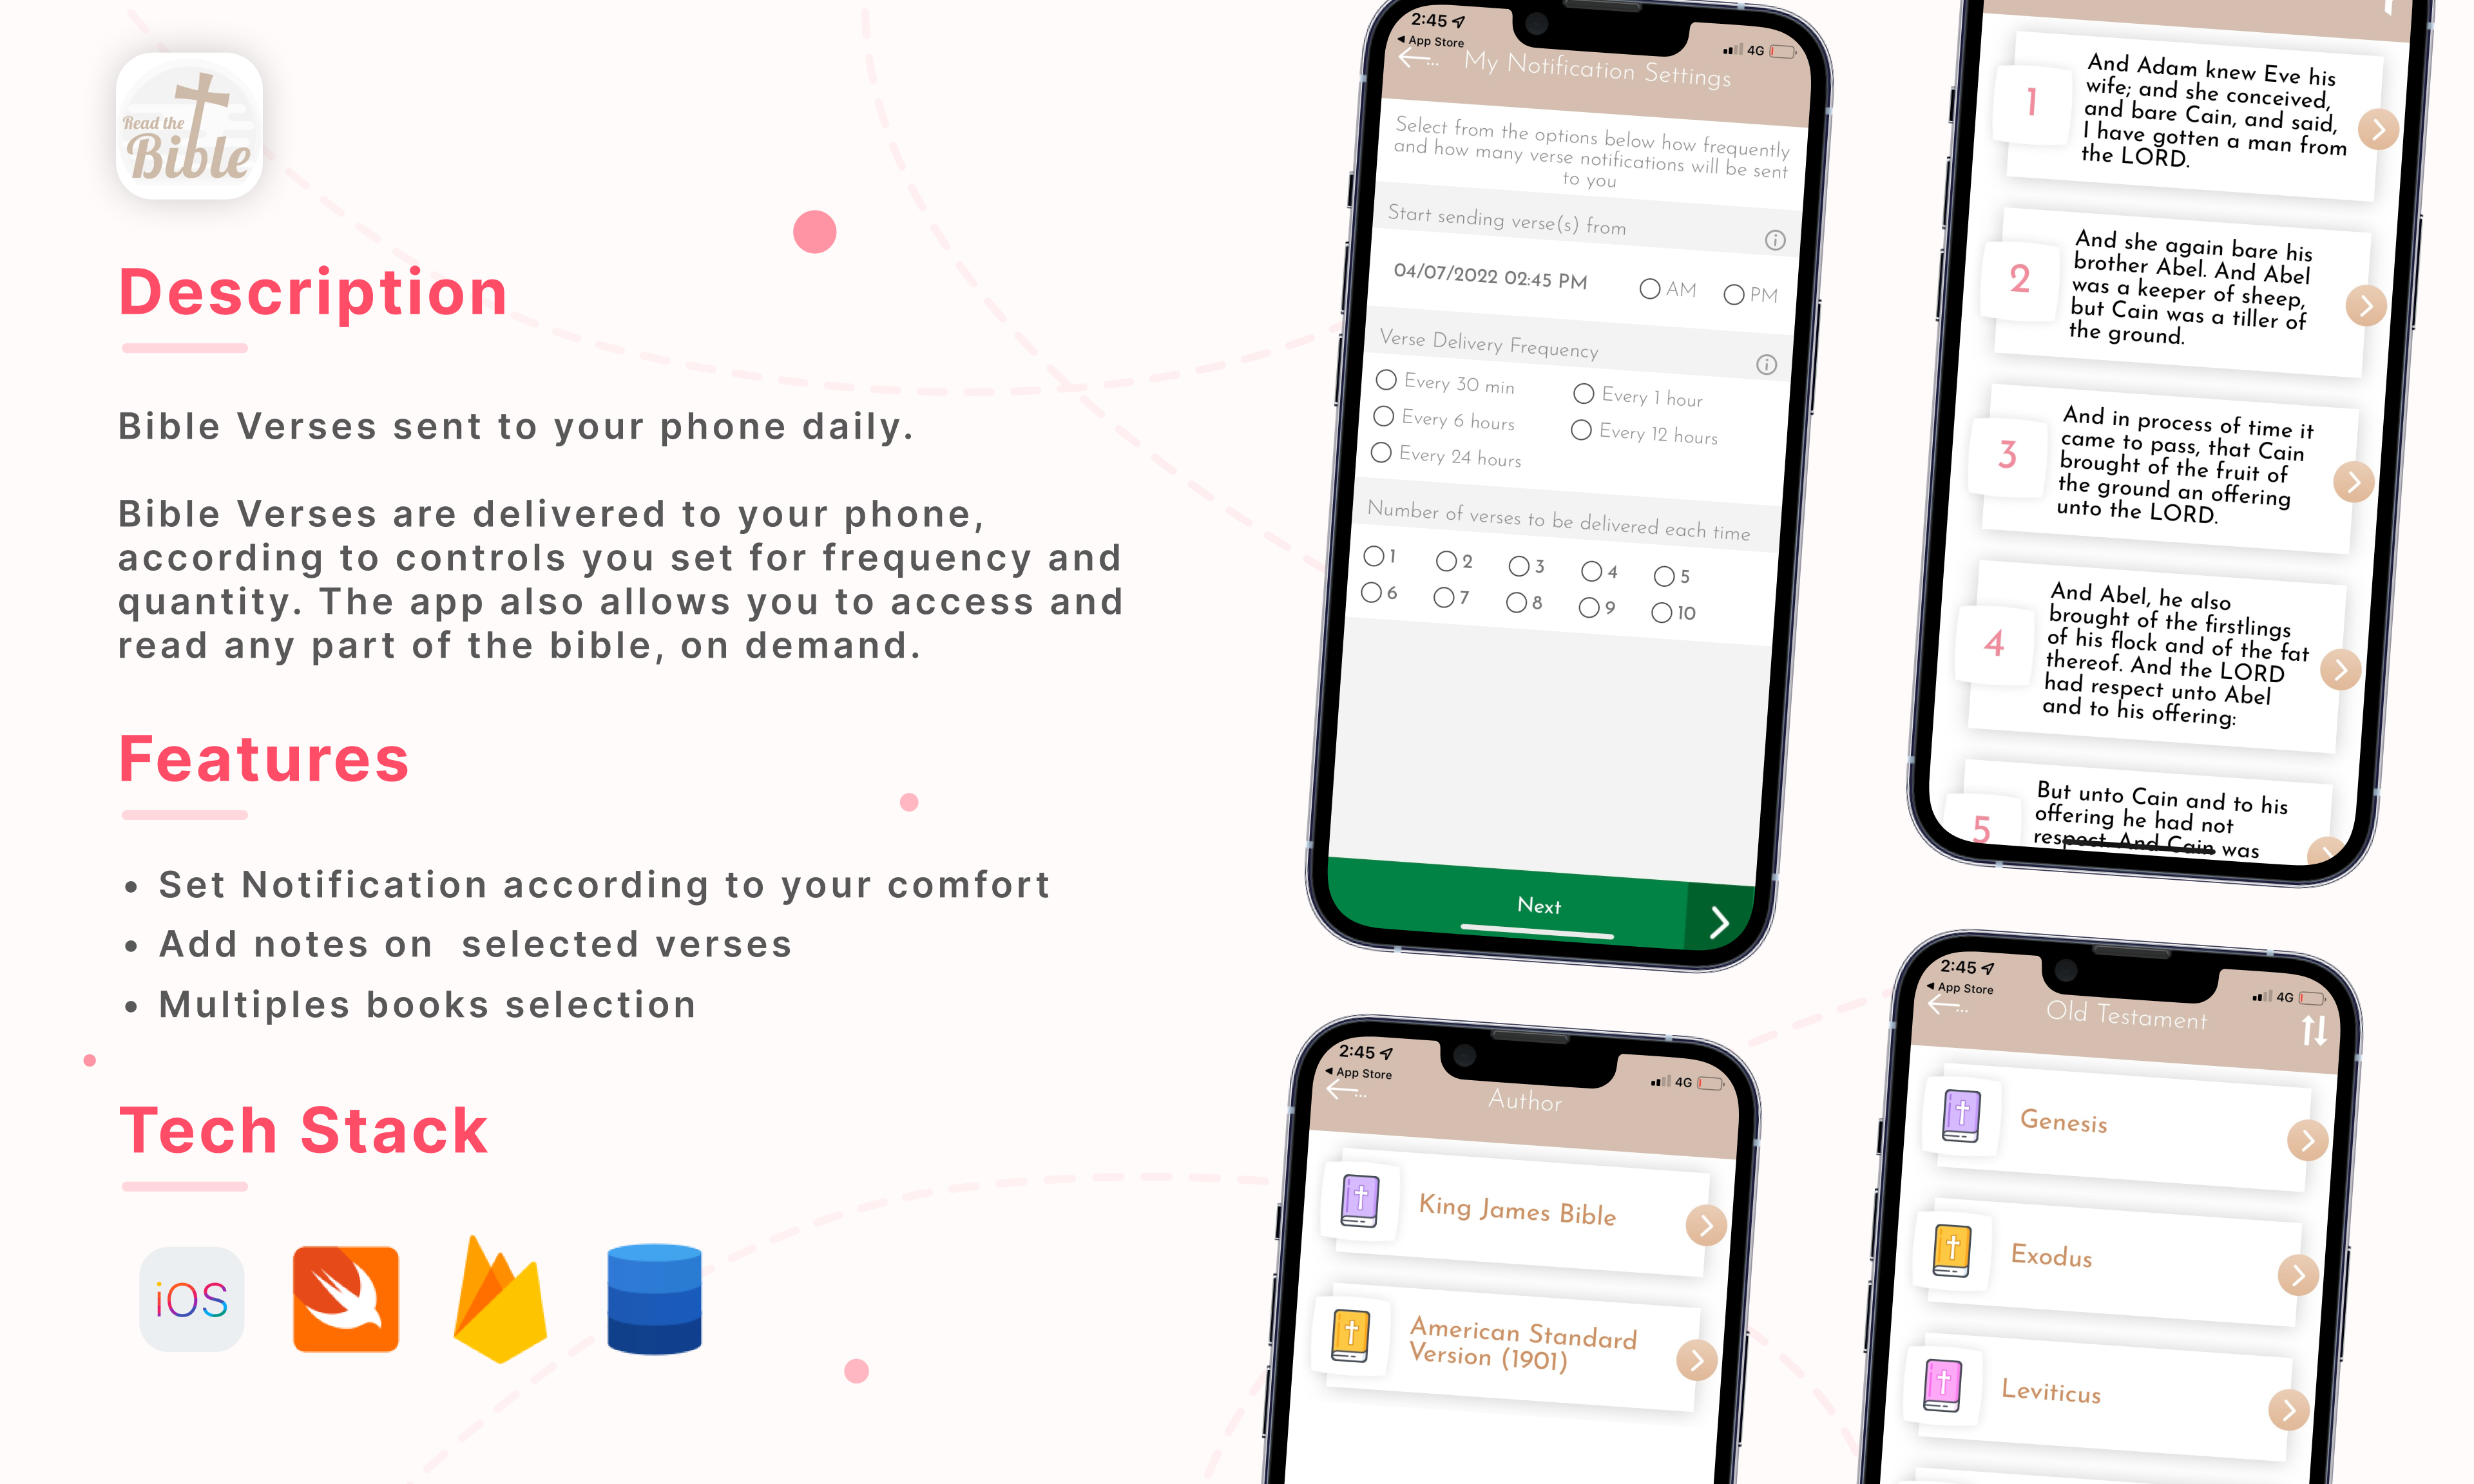 Read the
Bible
Description
Bible Verses sent to your phone daily.
Bible Verses are delivered to your phone,
according to controls you set for frequency and
quantity. The app also allows you to access and
read any part of the bible, on demand.
Features
• Set Notification according to your comfort
• Add notes on  selected verses
• Multiples books selection
Tech Stack
iOS
2:45
App Store
4G
... My Notification Settings
Select from the options below how frequently
and how many verse notifications will be sent
to you
Start sending verse(s) from
04/07/2022 02:45 PM AM PM
Verse Delivery Frequency
Every 30 min Every 1 hour
Every 6 hours Every 12 hours
Every 24 hours
Number of verses to be delivered each time
1 2 3 4 5
6 7 8 9 10
Next
1
And Adam knew Eve his
wife; and she conceived,
and bare Cain, and said,
I have gotten a man from
the LORD.
2
And she again bare his
brother Abel. And Abel
was a keeper of sheep,
but Cain was a tiller of
the ground.
3
And in process of time it
came to pass, that Cain
brought of the fruit of
the ground an offering
unto the LORD.
4
And Abel, he also
brought of the firstlings
of his flock and of the fat
thereof. And the LORD
had respect unto Abel
and to his offering:
5
But unto Cain and to his
offering he had not
respect. And Cain was
2:45
App Store
4G
... Author
King James Bible
American Standard
Version (1901)
2:45
App Store
4G
... Old Testament
Genesis
Exodus
Leviticus